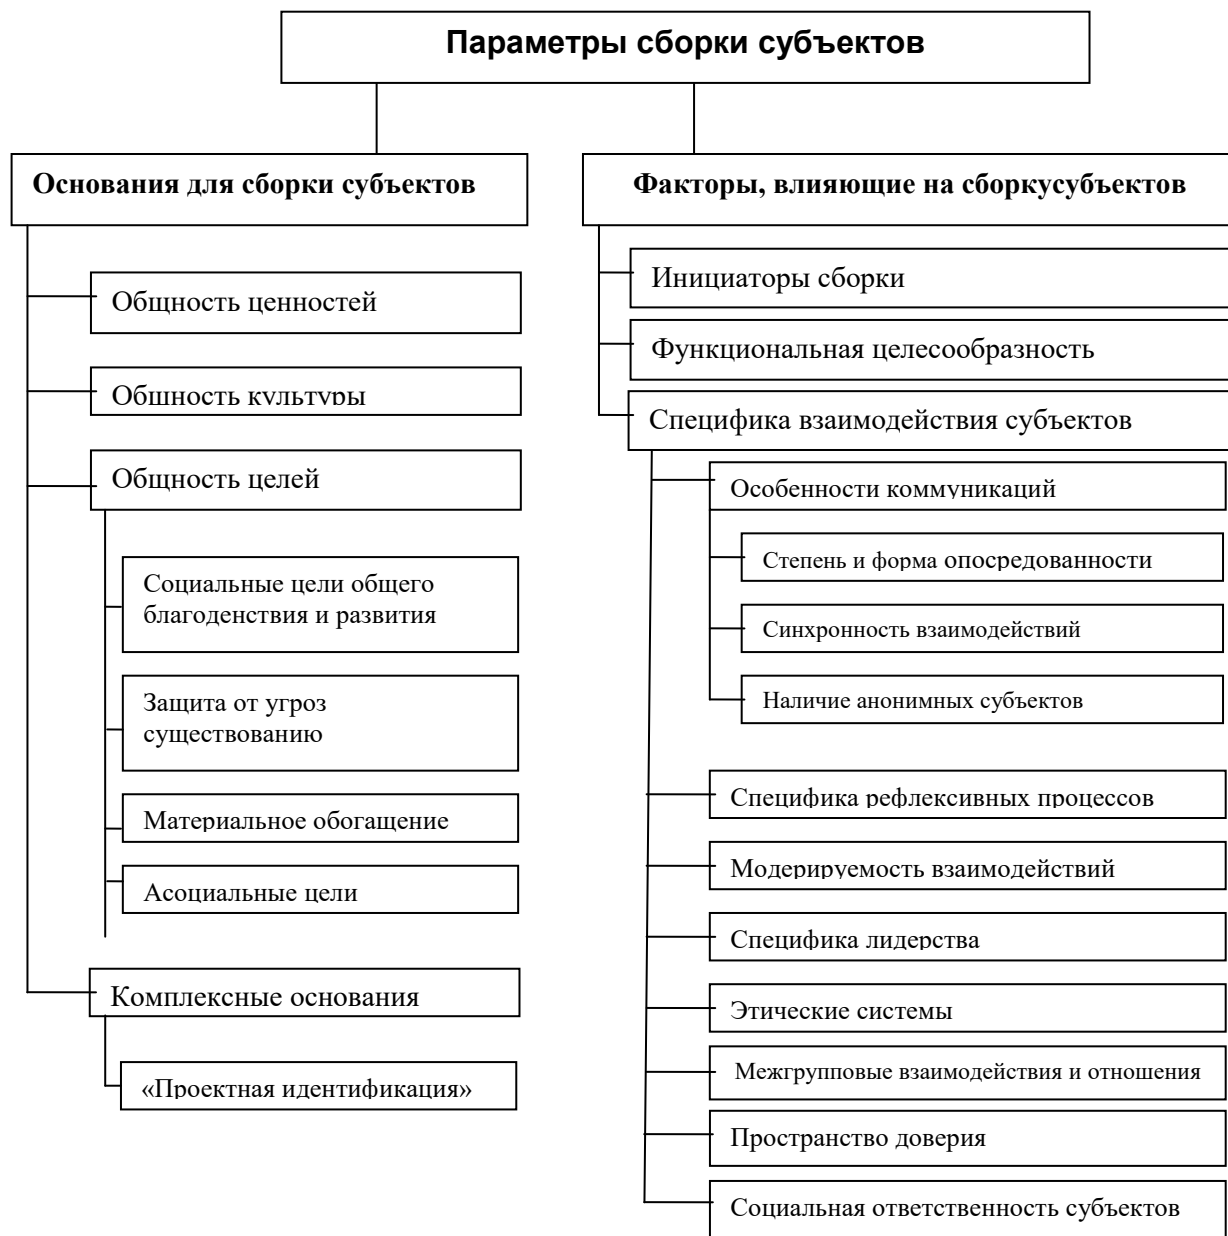 Параметры сборки субъектов
Основания для сборки субъектов
Общность ценностей
Общность культуры
Общность целей
Социальные цели общего
благоденствия и развития
Защита от угроз
существованию
Материальное обогащение
Асоциальные цели
Комплексные основания
«Проектная идентификация»
Факторы, влияющие на сборкусубъектов
Инициаторы сборки
Функциональная целесообразность
Специфика взаимодействия субъектов
Особенности коммуникаций
Степень и форма опосредованности
Синхронность взаимодействий
Наличие анонимных субъектов
Специфика рефлексивных процессов
Модерируемость взаимодействий
Специфика лидерства
Этические системы
Межгрупповые взаимодействия и отношения
Пространство доверия
Социальная ответственность субъектов